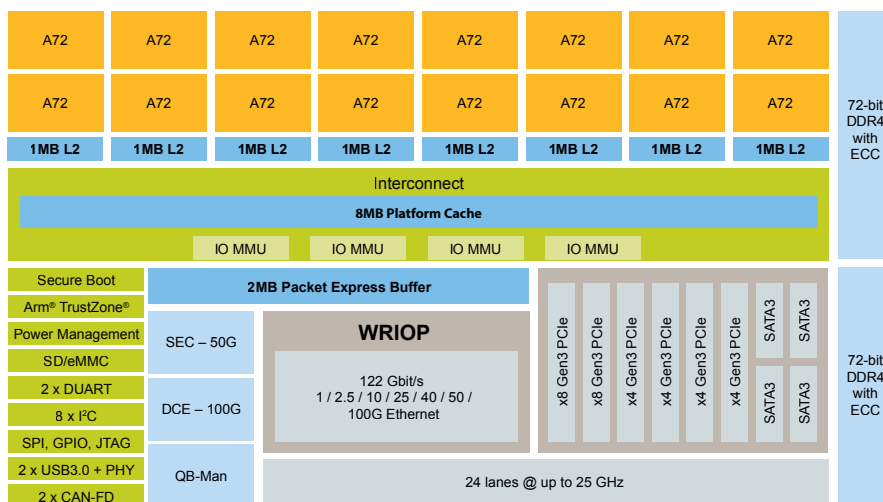 A72 A72 A72 A72 A72 A72 A72 A72
A72 A72 A72 A72 A72 A72 A72 A72
1MB L2 1MB L2 1MB L2 1MB L2 1MB L2 1MB L2 1MB L2 1MB L2
72-bit
DDR4
with
ECC
Interconnect
8MB Platform Cache
IO MMU IO MMU IO MMU IO MMU
Secure Boot
Arm® TrustZone®
Power Management
SD/eMMC
2 x DUART
8 x I²C
SPI, GPIO, JTAG
2 x USB3.0 + PHY
2 x CAN-FD
2MB Packet Express Buffer
SEC – 50G
DCE – 100G
QB-Man
WRIOP
122 Gbit/s
1 / 2.5 / 10 / 25 / 40 / 50 /
100G Ethernet
x8 Gen3 PCIe
x8 Gen3 PCIe
x4 Gen3 PCIe
x4 Gen3 PCIe
x4 Gen3 PCIe
x4 Gen3 PCIe
SATA3
SATA3
SATA3
SATA3
24 lanes @ up to 25 GHz
72-bit
DDR4
with
ECC